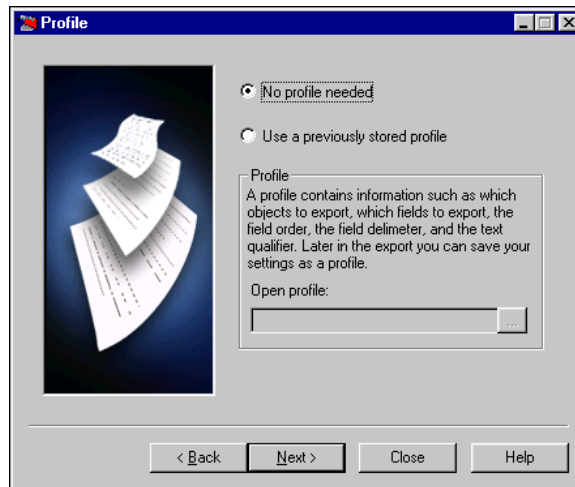 Profile
No profile needed
Use a previously stored profile
Profile
A profile contains information such as which
objects to export, which fields to export, the
field order, the field delimeter, and the text
qualifier. Later in the export you can save your
settings as a profile.
Open profile:
...
< Back
Next >
Close
Help